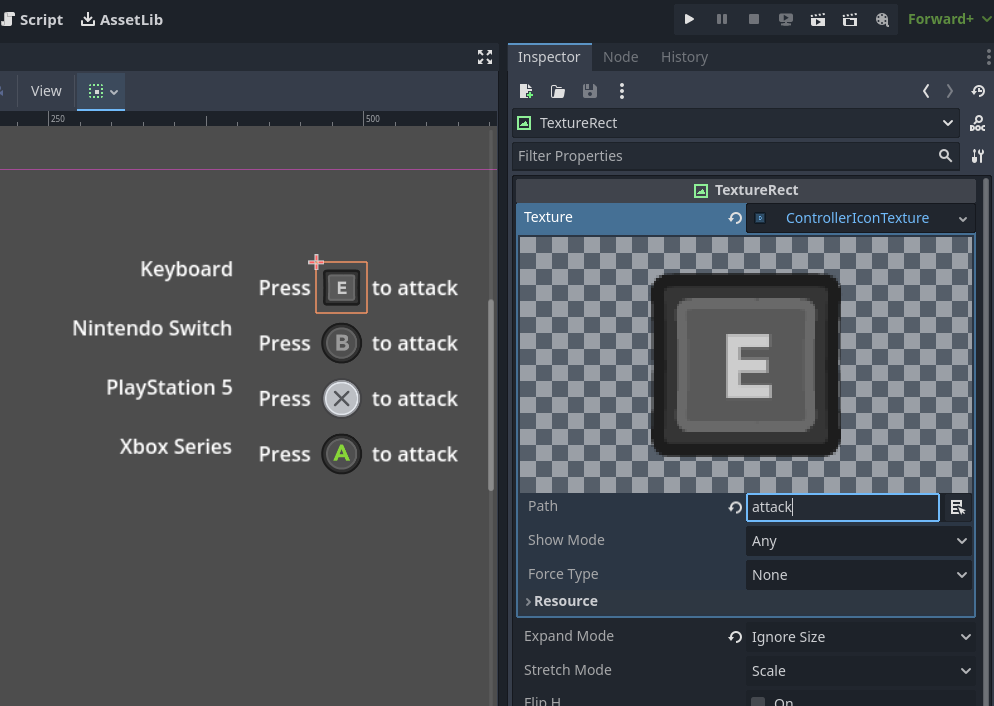 Script AssetLib Forward+
Inspector Node History
View
250 500
TextureRect DOC
Filter Properties
TextureRect
Texture ControllerIconTexture
E
Keyboard
Press E to attack
Nintendo Switch
Press B to attack
PlayStation 5
Press to attack
Xbox Series
Press A to attack
Path attack
Show Mode Any
Force Type None
Resource
Expand Mode Ignore Size
Stretch Mode Scale
Flip H On